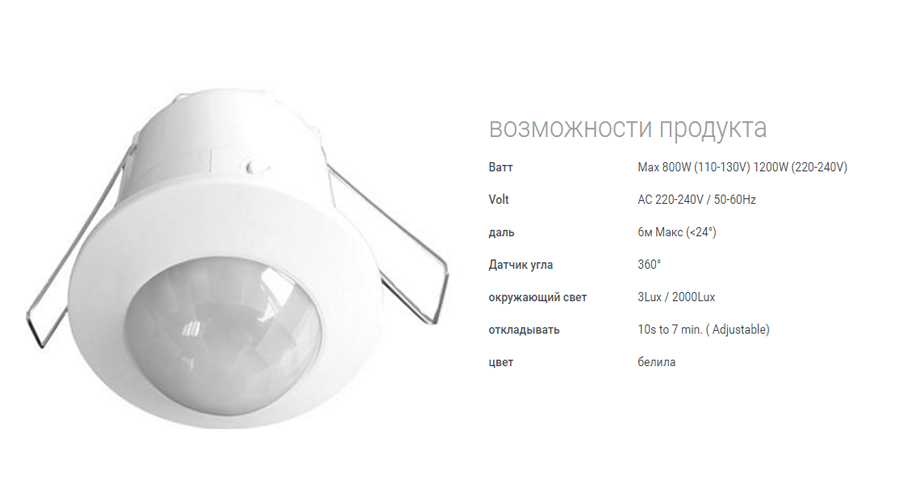 возможности продукта
Ватт Max 800W (110-130V) 1200W (220-240V)
Volt AC 220-240V / 50-60Hz
даль 6м Макс (<24°)
Датчик угла 360°
окружающий свет 3Lux / 2000Lux
откладывать 10s to 7 min. ( Adjustable)
цвет белила